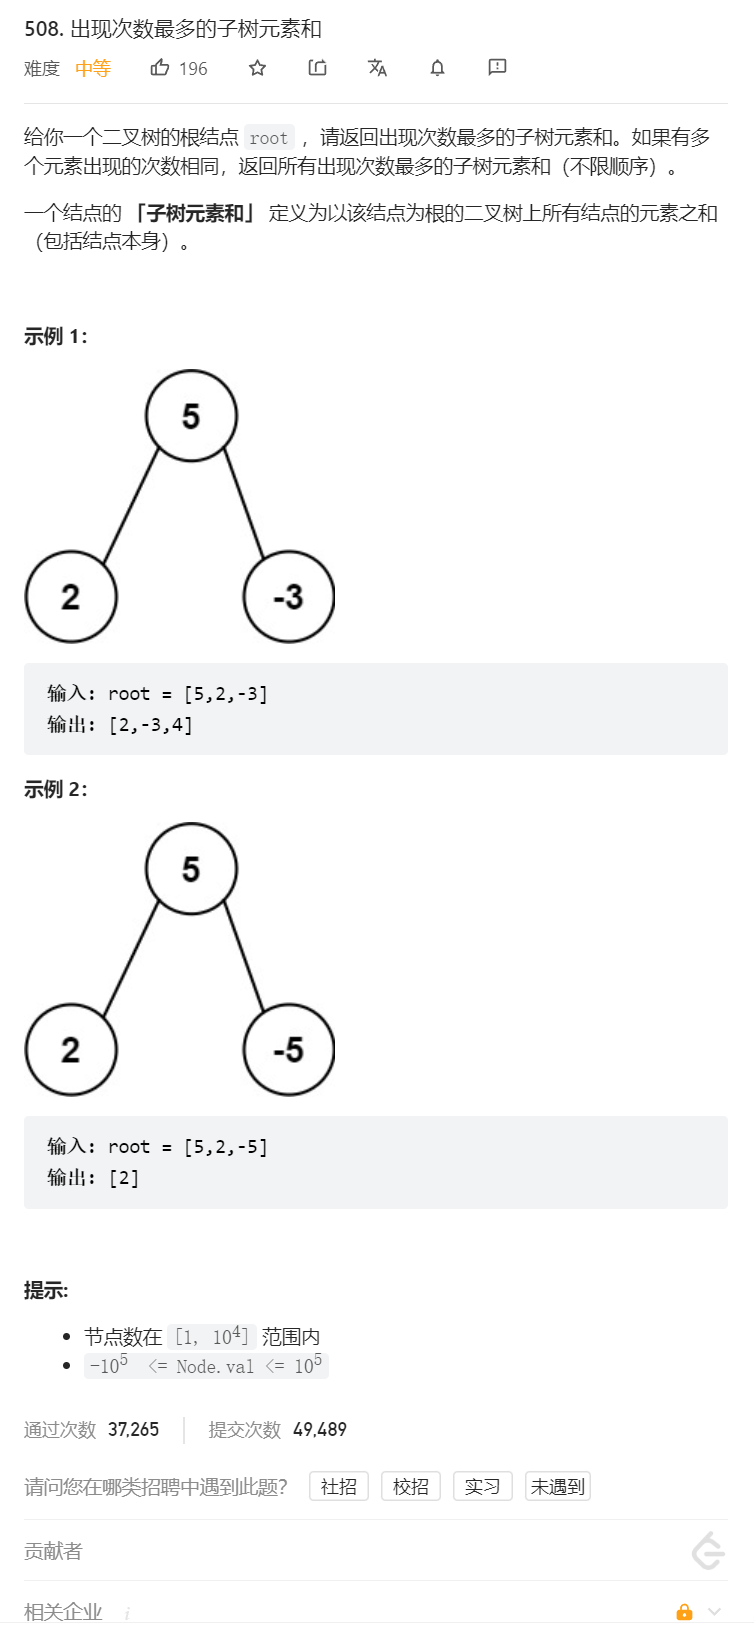 508. 出现次数最多的子树元素和
难度 中等 196
给你一个二叉树的根结点 root ，请返回出现次数最多的子树元素和。如果有多
个元素出现的次数相同，返回所有出现次数最多的子树元素和（不限顺序）。
一个结点的 「子树元素和」 定义为以该结点为根的二叉树上所有结点的元素之和
（包括结点本身）。
示例 1：
5
2 -3
输入: root = [5,2,-3]
输出: [2,-3,4]
示例 2：
5
2 -5
输入: root = [5,2,-5]
输出: [2]
提示:
• 节点数在 [1, 10⁴] 范围内
• -10⁵ <= Node.val <= 10⁵
通过次数 37,265 提交次数 49,489
请问您在哪类招聘中遇到此题？ 社招 校招 实习 未遇到
贡献者
相关企业 i